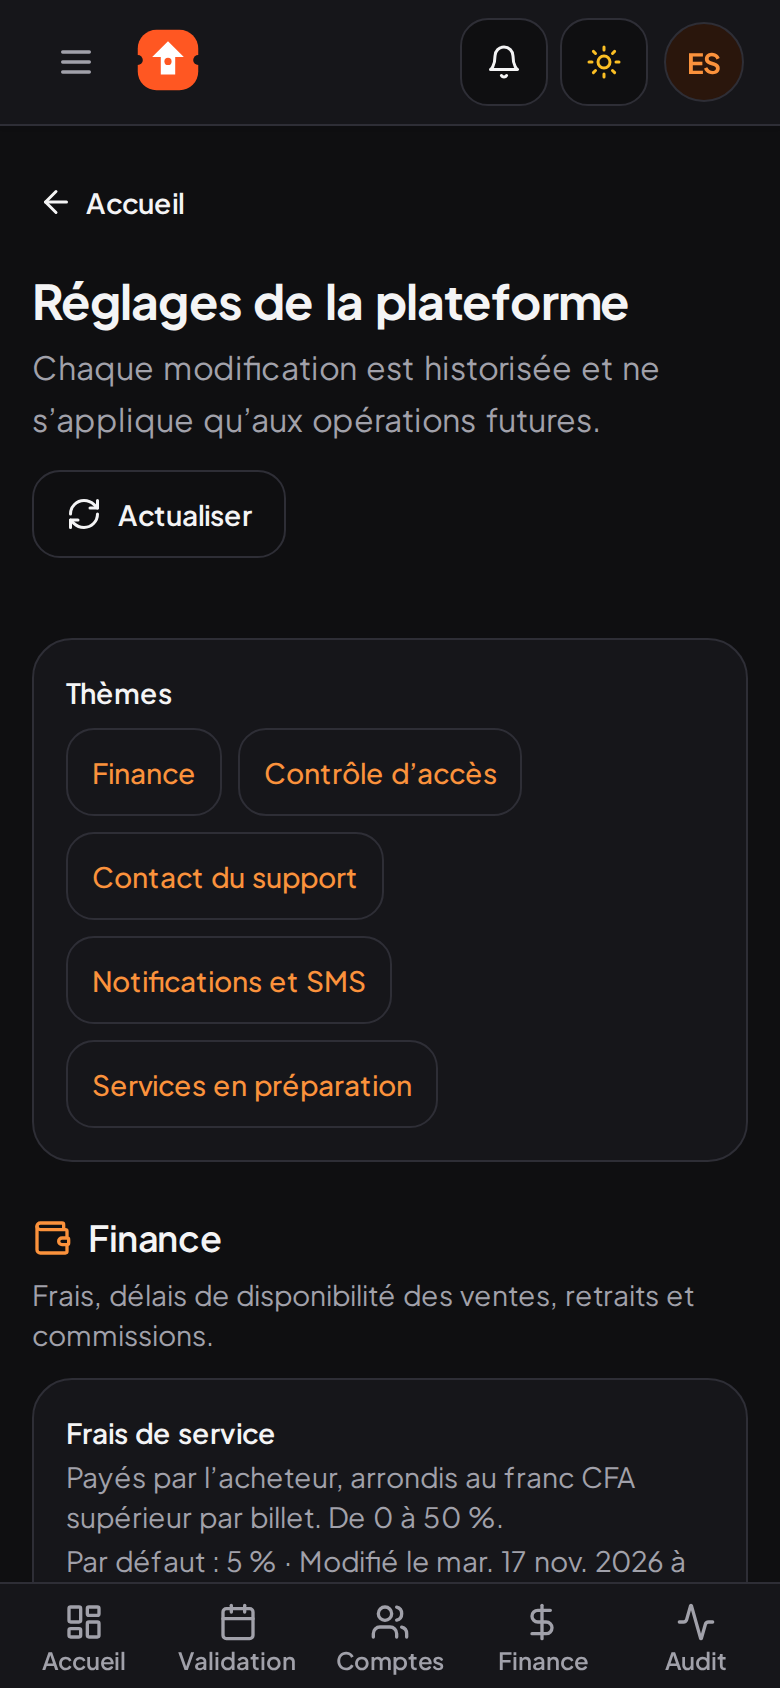 ES
Accueil
Réglages de la plateforme
Chaque modification est historisée et ne
s’applique qu’aux opérations futures.
Actualiser
Thèmes
Finance
Contrôle d’accès
Contact du support
Notifications et SMS
Services en préparation
Finance
Frais, délais de disponibilité des ventes, retraits et
commissions.
Frais de service
Payés par l’acheteur, arrondis au franc CFA
supérieur par billet. De 0 à 50 %.
Par défaut : 5 % · Modifié le mar. 17 nov. 2026 à
Accueil
Validation
Comptes
Finance
Audit